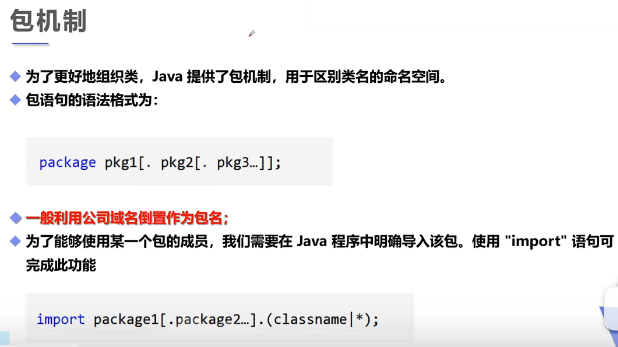 包机制
为了更好地组织类，Java 提供了包机制，用于区别类名的命名空间。
包语句的语法格式为：
package pkg1[. pkg2[. pkg3…]];
一般利用公司域名倒置作为包名；
为了能够使用某一个包的成员，我们需要在 Java 程序中明确导入该包。使用 "import" 语句可
完成此功能
import package1[.package2…].(classname|*);